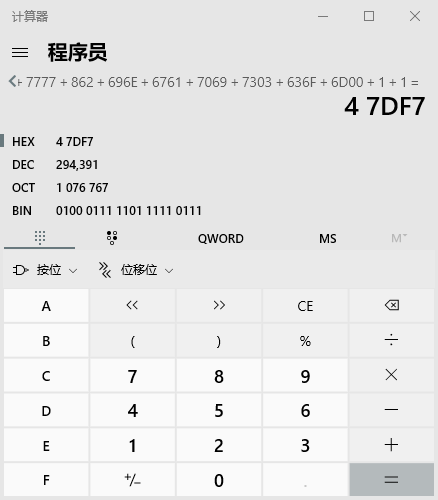 计算器
程序员
+ 7777 + 862 + 696E + 6761 + 7069 + 7303 + 636F + 6D00 + 1 + 1 =
4 7DF7
HEX 4 7DF7
DEC 294,391
OCT 1 076 767
BIN 0100 0111 1101 1111 0111
QWORD MS M˅
按位 位移位
A << >> CE
B ( ) % ÷
C 7 8 9 ×
D 4 5 6 −
E 1 2 3 +
F +/− 0 . =